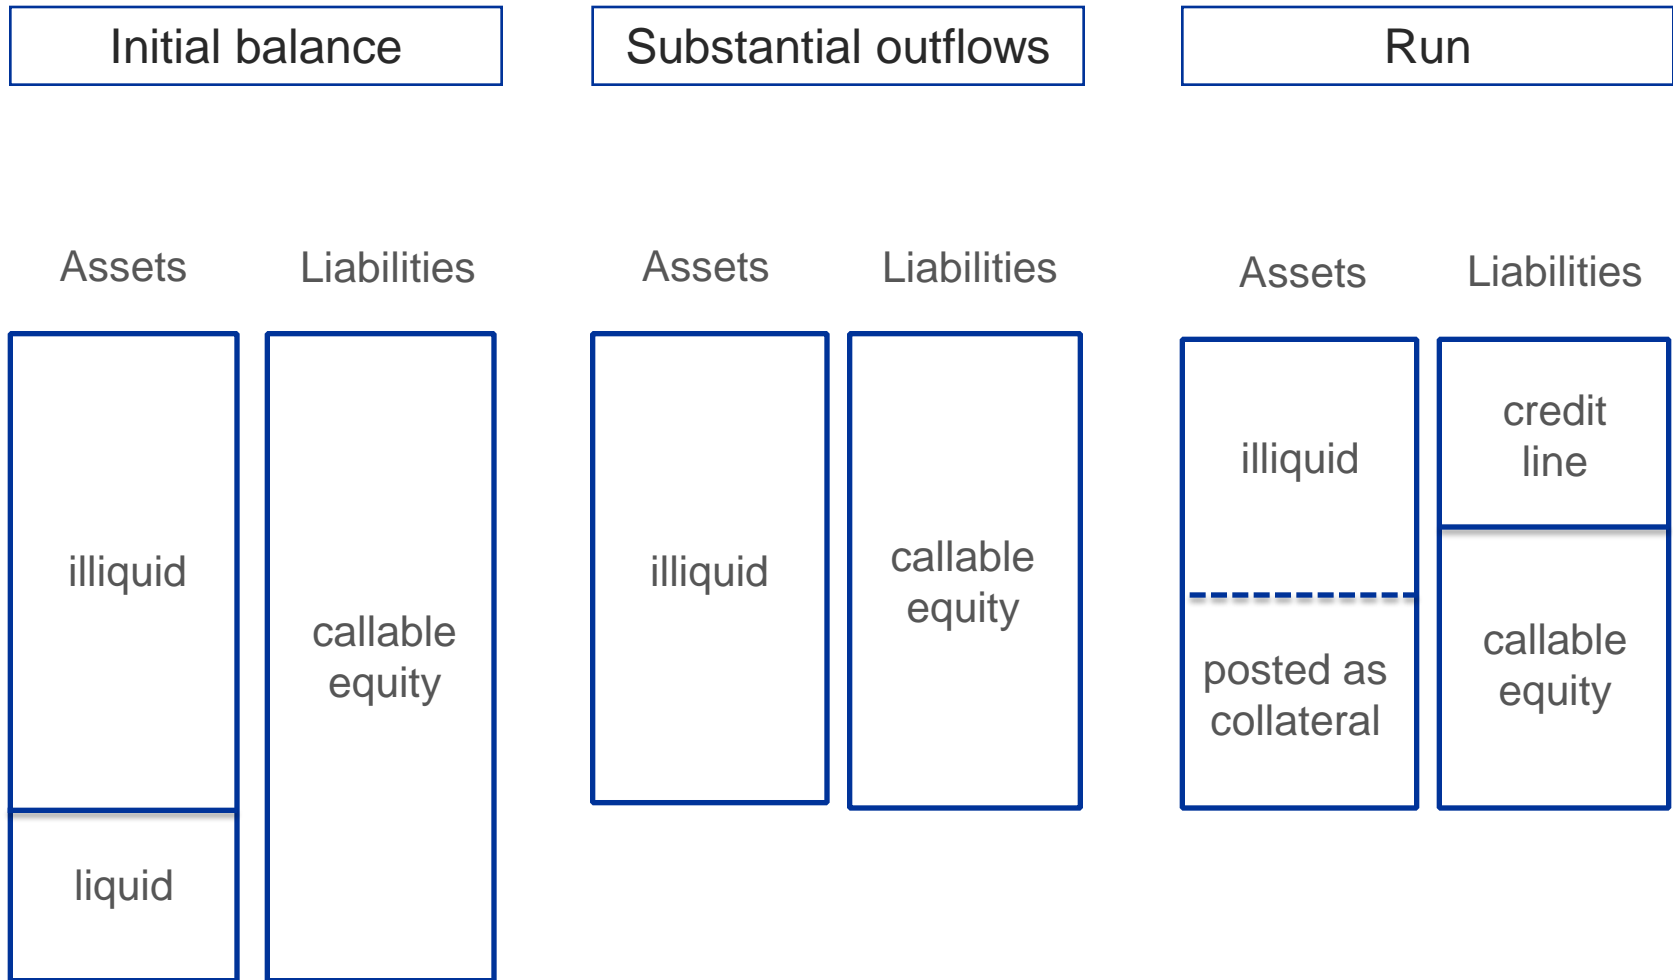 Initial balance
Assets
Liabilities
illiquid
liquid
callable
equity
Substantial outflows
Assets
Liabilities
illiquid
callable
equity
Run
Assets
Liabilities
illiquid
posted as
collateral
credit
line
callable
equity